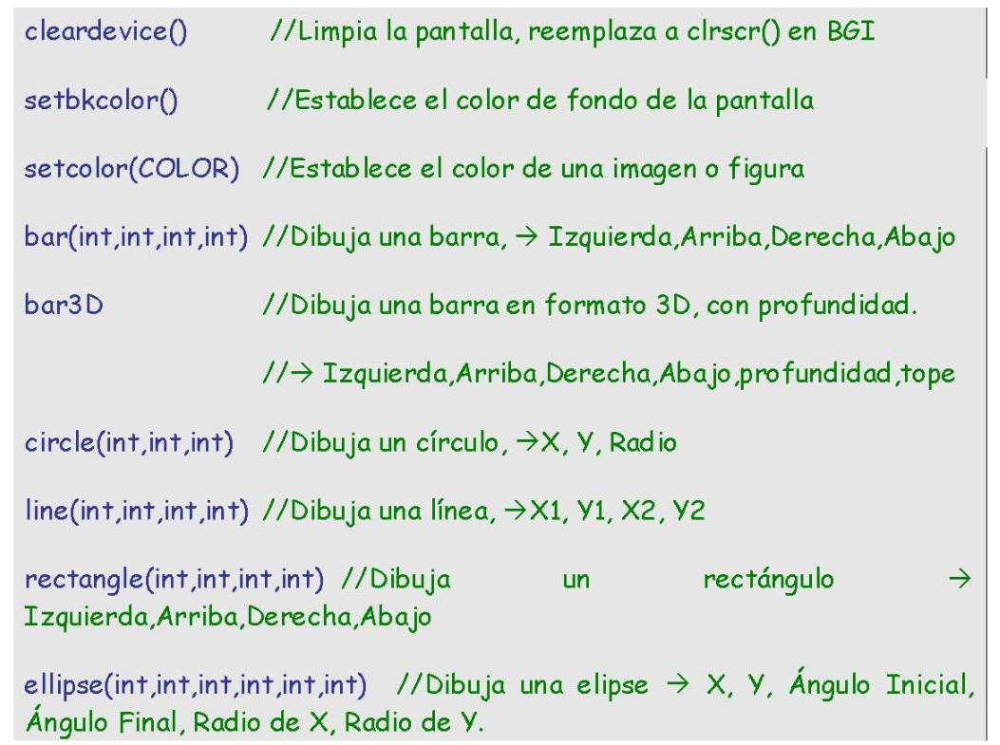 cleardevice() //Limpia la pantalla, reemplaza a clrscr() en BGI
setbkcolor() //Establece el color de fondo de la pantalla
setcolor(COLOR) //Establece el color de una imagen o figura
bar(int,int,int,int) //Dibuja una barra, → Izquierda,Arriba,Derecha,Abajo
bar3D //Dibuja una barra en formato 3D, con profundidad.
//→ Izquierda,Arriba,Derecha,Abajo,profundidad,tope
circle(int,int,int) //Dibuja un círculo, →X, Y, Radio
line(int,int,int,int) //Dibuja una línea, →X1, Y1, X2, Y2
rectangle(int,int,int,int) //Dibuja un rectángulo →
Izquierda,Arriba,Derecha,Abajo
ellipse(int,int,int,int,int,int) //Dibuja una elipse → X, Y, Ángulo Inicial,
Ángulo Final, Radio de X, Radio de Y.